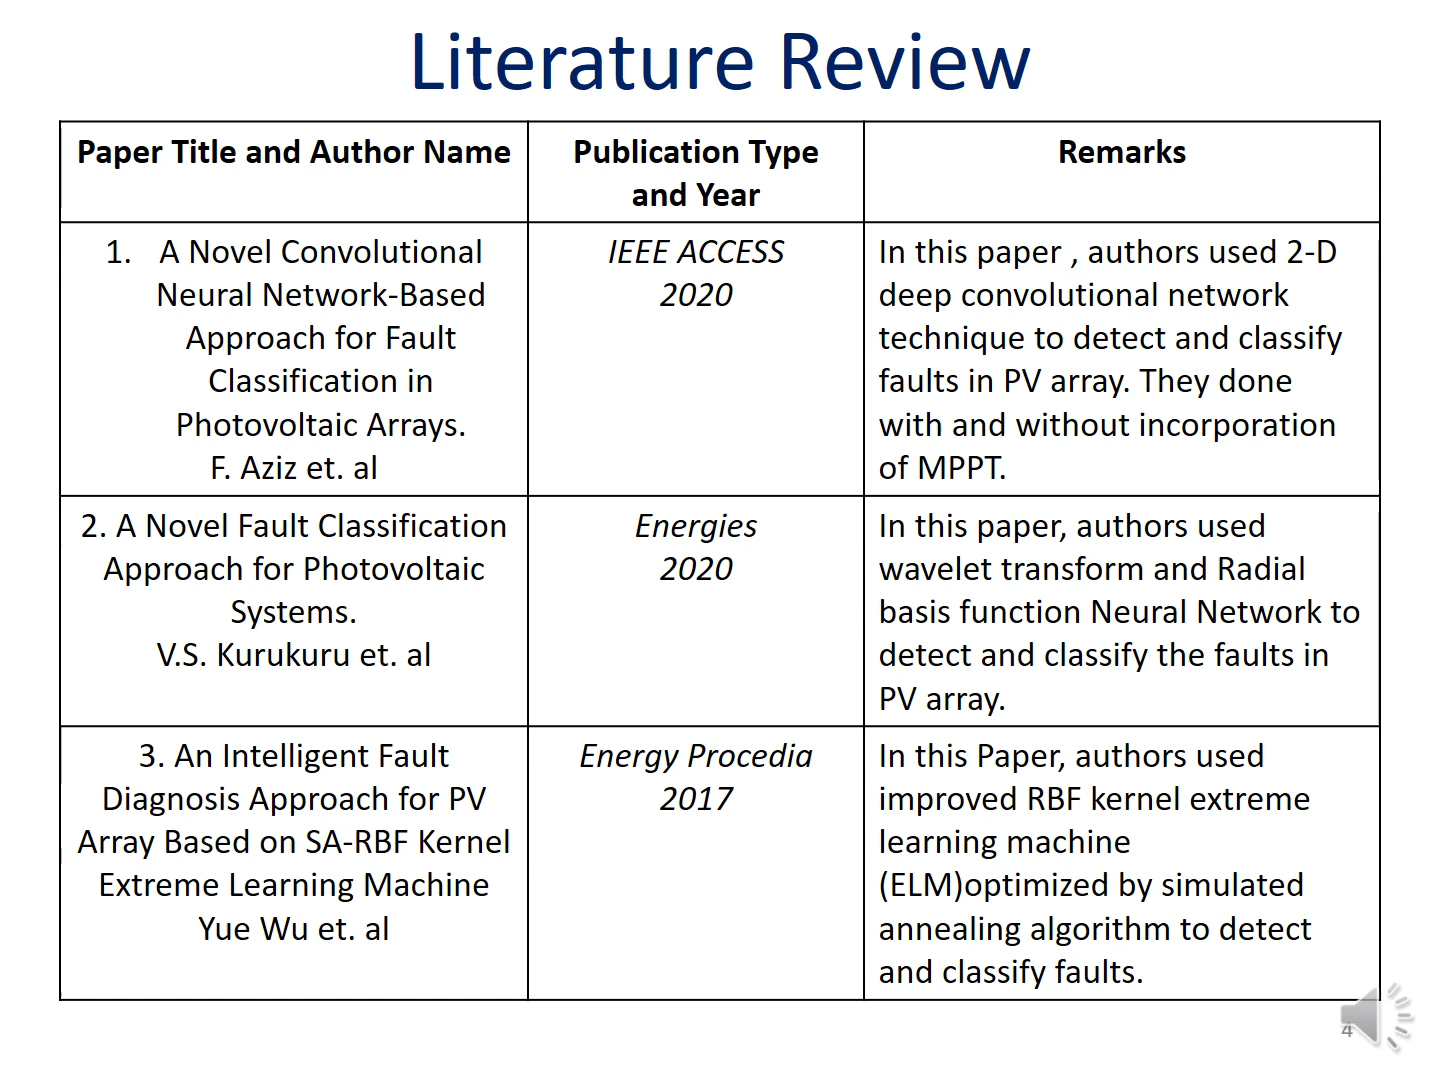 Literature Review
Paper Title and Author Name
Publication Type
and Year
Remarks
1. A Novel Convolutional
Neural Network-Based
Approach for Fault
Classification in
Photovoltaic Arrays.
F. Aziz et. al
IEEE ACCESS
2020
In this paper , authors used 2-D
deep convolutional network
technique to detect and classify
faults in PV array. They done
with and without incorporation
of MPPT.
2. A Novel Fault Classification
Approach for Photovoltaic
Systems.
V.S. Kurukuru et. al
Energies
2020
In this paper, authors used
wavelet transform and Radial
basis function Neural Network to
detect and classify the faults in
PV array.
3. An Intelligent Fault
Diagnosis Approach for PV
Array Based on SA-RBF Kernel
Extreme Learning Machine
Yue Wu et. al
Energy Procedia
2017
In this Paper, authors used
improved RBF kernel extreme
learning machine
(ELM)optimized by simulated
annealing algorithm to detect
and classify faults.
4